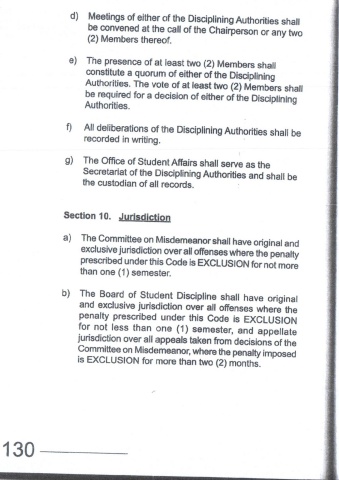 d) Meetings of either of the Disciplining Authorities shall
be convened at the call of the Chairperson or any two
(2) Members thereof.
e) The presence of at least two (2) Members shall
constitute a quorum of either of the Disciplining
Authorities. The vote of at least two (2) Members shall
be required for a decision of either of the Disciplining
Authorities.
f) All deliberations of the Disciplining Authorities shall be
recorded in writing.
g) The Office of Student Affairs shall serve as the
Secretariat of the Disciplining Authorities and shall be
the custodian of all records.
Section 10. Jurisdiction
a) The Committee on Misdemeanor shall have original and
exclusive jurisdiction over all offenses where the penalty
prescribed under this Code is EXCLUSION for not more
than one (1) semester.
b) The Board of Student Discipline shall have original
and exclusive jurisdiction over all offenses where the
penalty prescribed under this Code is EXCLUSION
for not less than one (1) semester, and appellate
jurisdiction over all appeals taken from decisions of the
Committee on Misdemeanor, where the penalty imposed
is EXCLUSION for more than two (2) months.
130